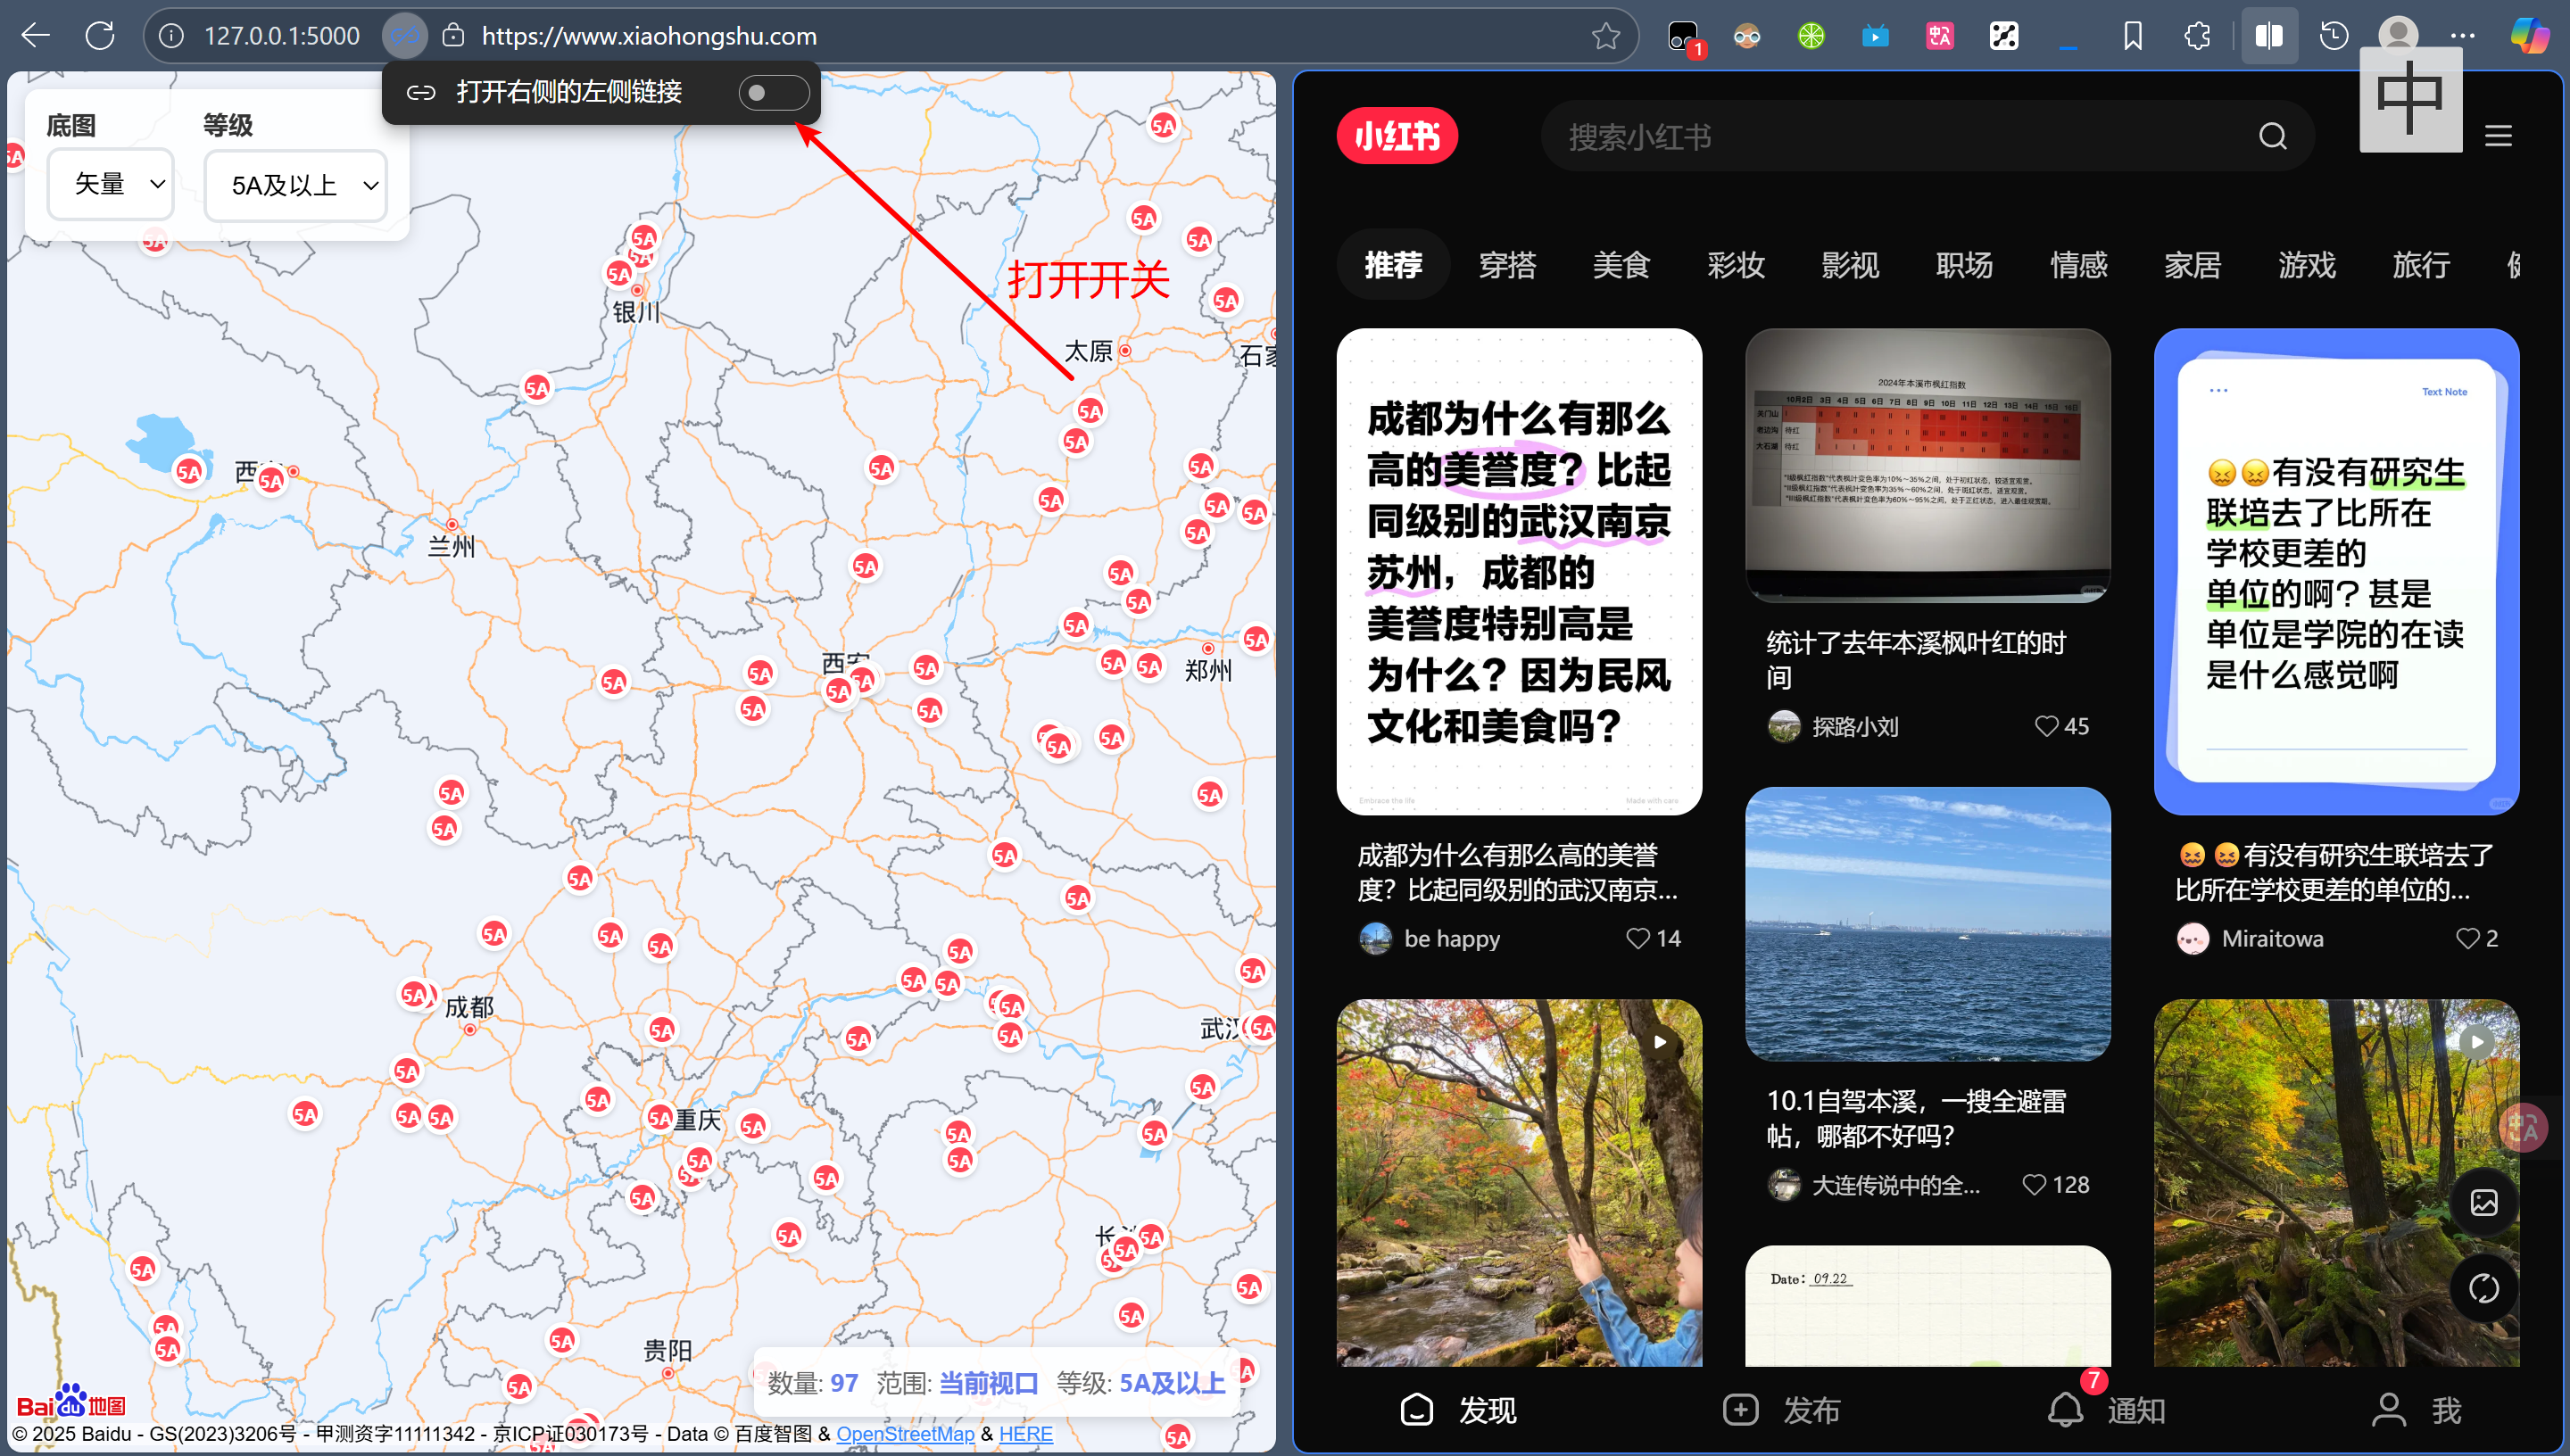 127.0.0.1:5000
https://www.xiaohongshu.com
1
打开右侧的左侧链接
中
底图
等级
矢量
5A及以上
打开开关
银川
太原
西
兰州
西安
郑州
成都
重庆
武汉
贵阳
数量: 97 范围: 当前视口 等级: 5A及以上
Bai du 地图
© 2025 Baidu - GS(2023)3206号 - 甲测资字11111342 - 京ICP证030173号 - Data © 百度智图 & OpenStreetMap & HERE
小红书
搜索小红书
推荐 穿搭 美食 彩妆 影视 职场 情感 家居 游戏 旅行
成都为什么有那么
高的美誉度？比起
同级别的武汉南京
苏州，成都的
美誉度特别高是
为什么？因为民风
文化和美食吗？
Embrace the life
Made with care
成都为什么有那么高的美誉
度？比起同级别的武汉南京...
be happy
14
2024年本溪市枫红指数
统计了去年本溪枫叶红的时
间
探路小刘
45
Text Note
有没有研究生
联培去了比所在
学校更差的
单位的啊？甚是
单位是学院的在读
是什么感觉啊
有没有研究生联培去了
比所在学校更差的单位的...
Miraitowa
2
10.1自驾本溪，一搜全避雷
帖，哪都不好吗？
大连传说中的全...
128
Date: 09.22
发现
发布
7
通知
我